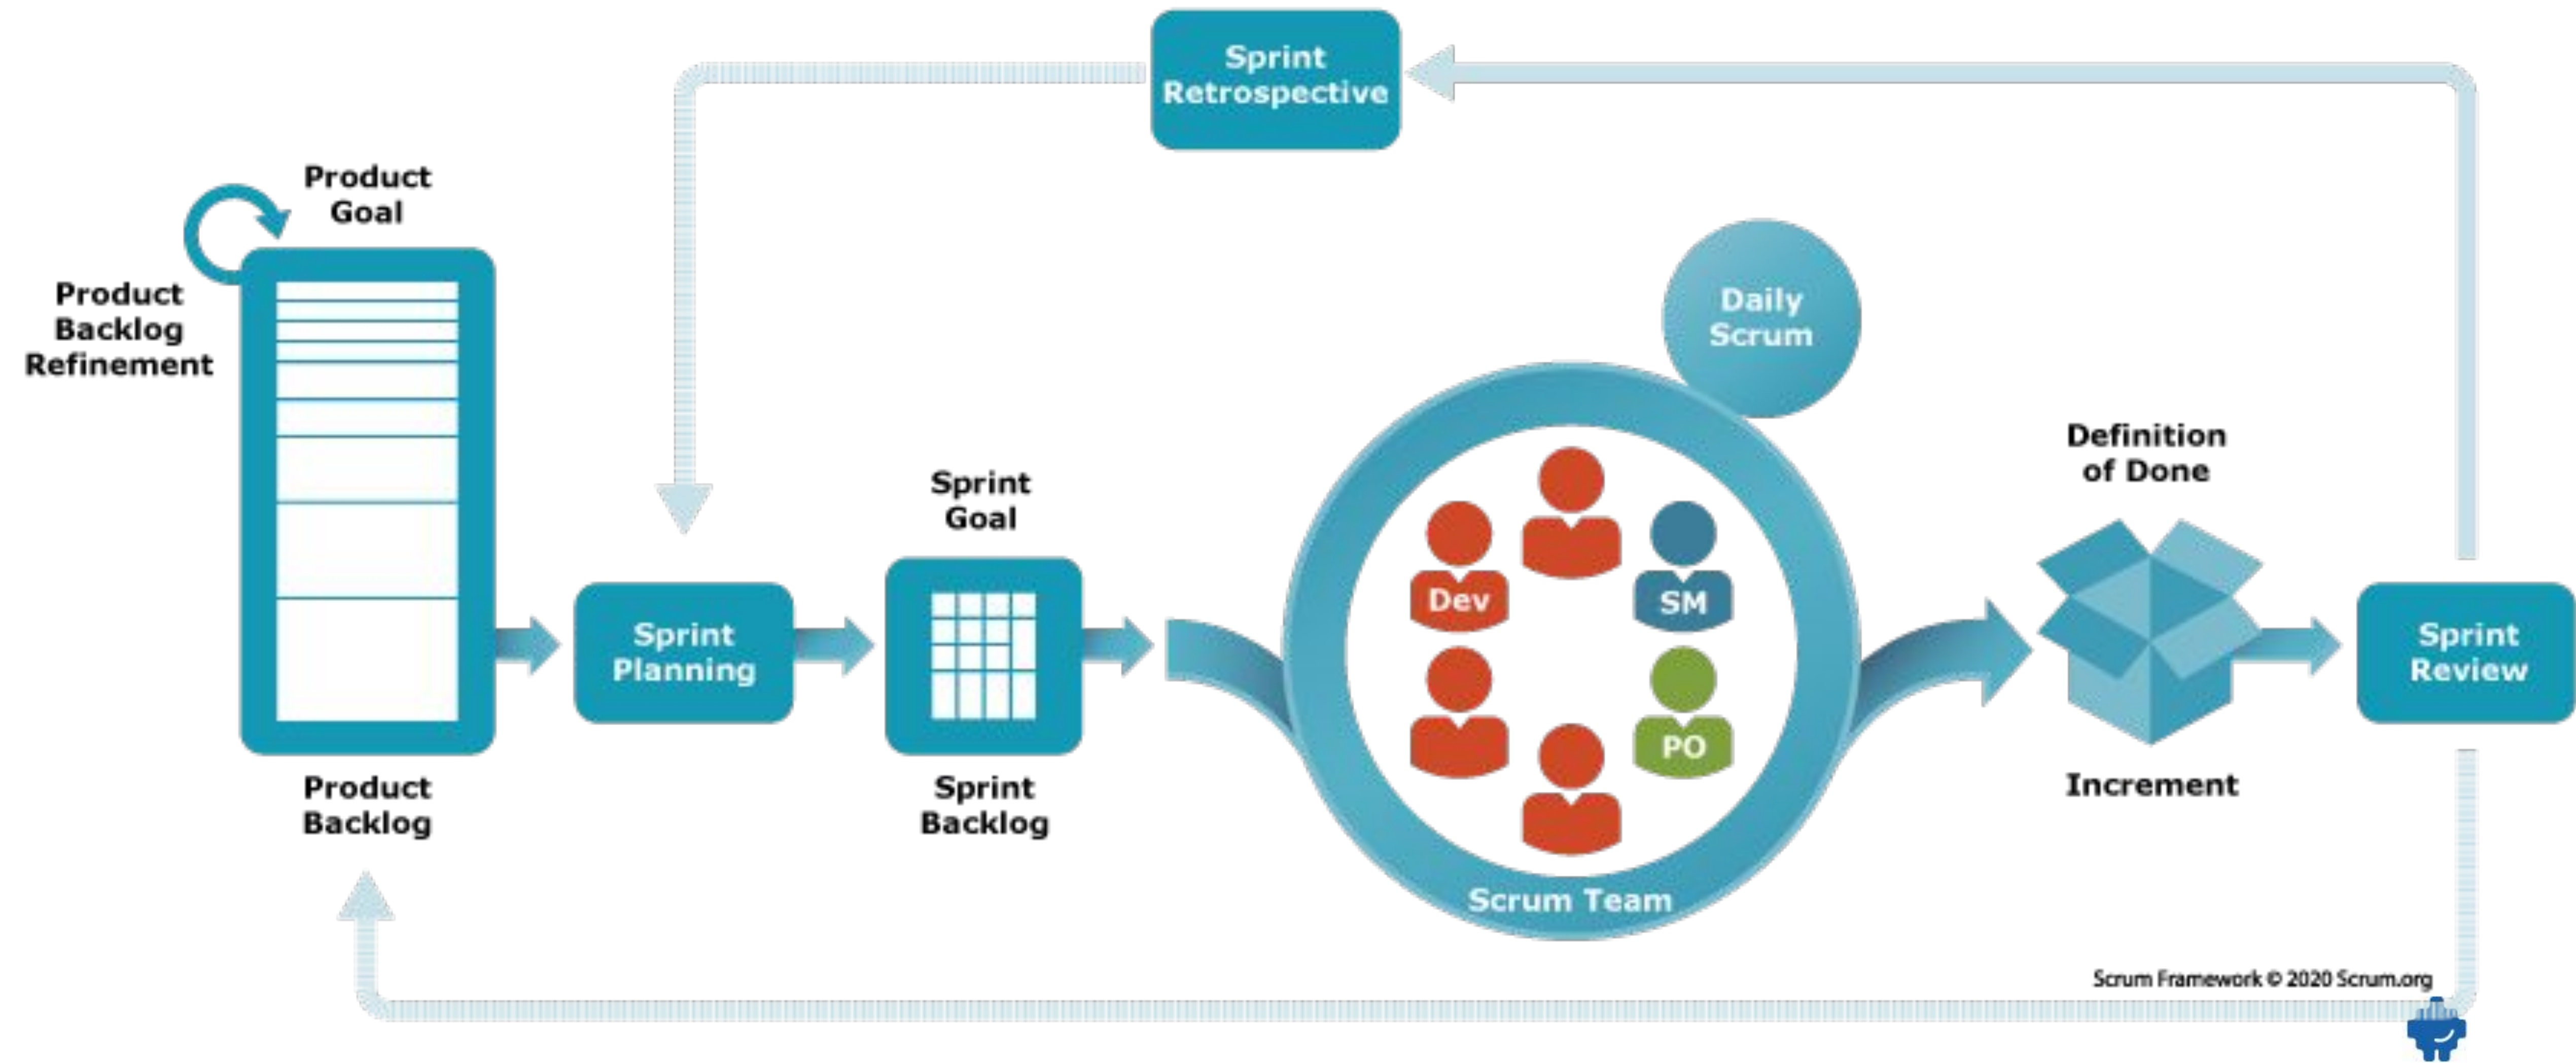 Sprint
Retrospective
Product
Goal
Product
Backlog
Refinement
Daily
Scrum
Definition
of Done
Sprint
Goal
Dev
SM
Sprint
Planning
Sprint
Review
PO
Product
Backlog
Sprint
Backlog
Increment
Scrum Team
Scrum Framework © 2020 Scrum.org